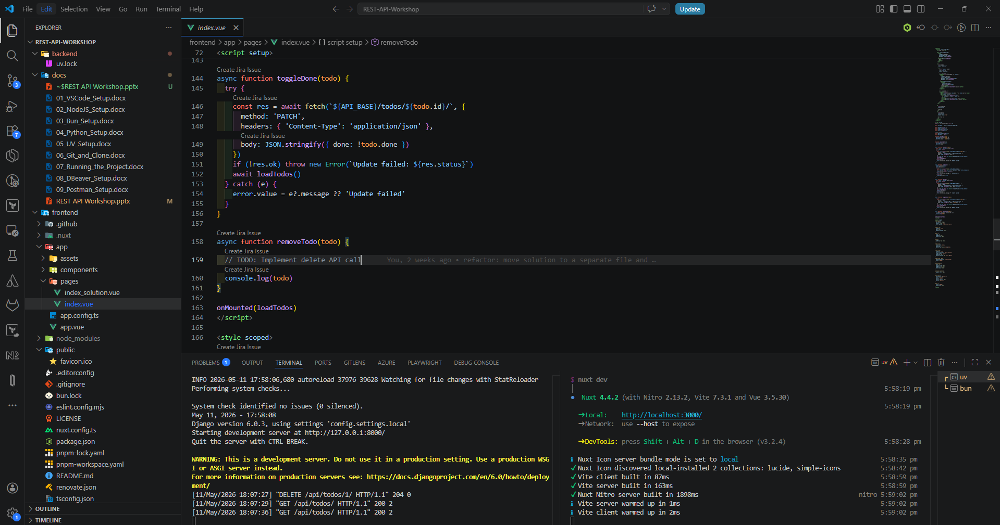 File Edit Selection View Go Run Terminal Help
REST-API-Workshop
Update
EXPLORER
REST-API-WORKSHOP
backend
uv.lock
docs
~$REST API Workshop.pptx U
01_VSCode_Setup.docx
02_NodeJS_Setup.docx
03_Bun_Setup.docx
04_Python_Setup.docx
05_UV_Setup.docx
06_Git_and_Clone.docx
07_Running_the_Project.docx
08_DBeaver_Setup.docx
09_Postman_Setup.docx
REST API Workshop.pptx M
frontend
.github
.nuxt
app
assets
components
pages
index_solution.vue
index.vue
app.config.ts
app.vue
node_modules
public
favicon.ico
.editorconfig
.gitignore
bun.lock
eslint.config.mjs
LICENSE
nuxt.config.ts
package.json
pnpm-lock.yaml
pnpm-workspace.yaml
README.md
renovate.json
tsconfig.json
OUTLINE
TIMELINE
3
7
1
index.vue
frontend > app > pages > index.vue > {} script setup > removeTodo
72 <script setup>
143
Create Jira Issue
144 async function toggleDone(todo) {
145 try {
Create Jira Issue
146 const res = await fetch(`${API_BASE}/todos/${todo.id}/`, {
147 method: 'PATCH',
148 headers: { 'Content-Type': 'application/json' },
Create Jira Issue
149 body: JSON.stringify({ done: !todo.done })
150 })
151 if (!res.ok) throw new Error(`Update failed: ${res.status}`)
152 await loadTodos()
153 } catch (e) {
154 error.value = e?.message ?? 'Update failed'
155 }
156 }
157
Create Jira Issue
158 async function removeTodo(todo) {
Create Jira Issue
159 // TODO: Implement delete API call You, 2 weeks ago • refactor: move solution to a separate file and …
Create Jira Issue
160 console.log(todo)
161 }
162
163 onMounted(loadTodos)
164 </script>
165
166 <style scoped>
Create Jira Issue
PROBLEMS 1 OUTPUT TERMINAL PORTS GITLENS AZURE PLAYWRIGHT DEBUG CONSOLE
uv
INFO 2026-05-11 17:58:06,680 autoreload 37976 39628 Watching for file changes with StatReloader
Performing system checks...
System check identified no issues (0 silenced).
May 11, 2026 - 17:58:08
Django version 6.0.3, using settings 'config.settings.local'
Starting development server at http://127.0.0.1:8000/
Quit the server with CTRL-BREAK.
WARNING: This is a development server. Do not use it in a production setting. Use a production WSG
I or ASGI server instead.
For more information on production servers see: https://docs.djangoproject.com/en/6.0/howto/deploy
ment/
[11/May/2026 18:07:27] "DELETE /api/todos/1/ HTTP/1.1" 204 0
[11/May/2026 18:07:29] "GET /api/todos/ HTTP/1.1" 200 2
[11/May/2026 18:07:36] "GET /api/todos/ HTTP/1.1" 200 2
$ nuxt dev
5:58:19 pm
● Nuxt 4.4.2 (with Nitro 2.13.2, Vite 7.3.1 and Vue 3.5.30)
5:58:19 pm
➜Local: http://localhost:3000/
➜Network: use --host to expose
➜DevTools: press Shift + Alt + D in the browser (v3.2.4) 5:58:28 pm
ℹ Nuxt Icon server bundle mode is set to local 5:58:35 pm
✓Nuxt Icon discovered local-installed 2 collections: lucide, simple-icons 5:58:42 pm
✓Vite client built in 87ms 5:58:59 pm
✓Vite server built in 163ms 5:58:59 pm
✓Nuxt Nitro server built in 1898ms nitro 5:59:02 pm
ℹ Vite server warmed up in 1ms 5:59:02 pm
ℹ Vite client warmed up in 2ms 5:59:02 pm
uv
bun